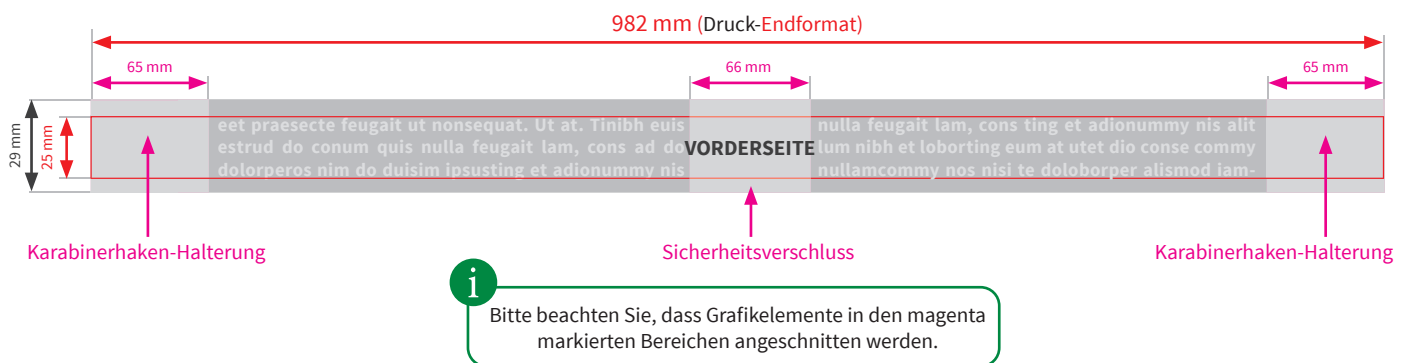 982 mm (Druck-Endformat)
65 mm
66 mm
65 mm
29 mm
25 mm
eet praesecte feugait ut nonsequat. Ut at. Tinibh euis
estrud do conum quis nulla feugait lam, cons ad do
dolorperos nim do duisim ipsusting et adionummy nis
VORDERSEITE
nulla feugait lam, cons ting et adionummy nis alit
lum nibh et loborting eum at utet dio conse commy
nullamcommy nos nisi te doloborper alismod iam-
Karabinerhaken-Halterung
Sicherheitsverschluss
Karabinerhaken-Halterung
i
Bitte beachten Sie, dass Grafikelemente in den magenta
markierten Bereichen angeschnitten werden.